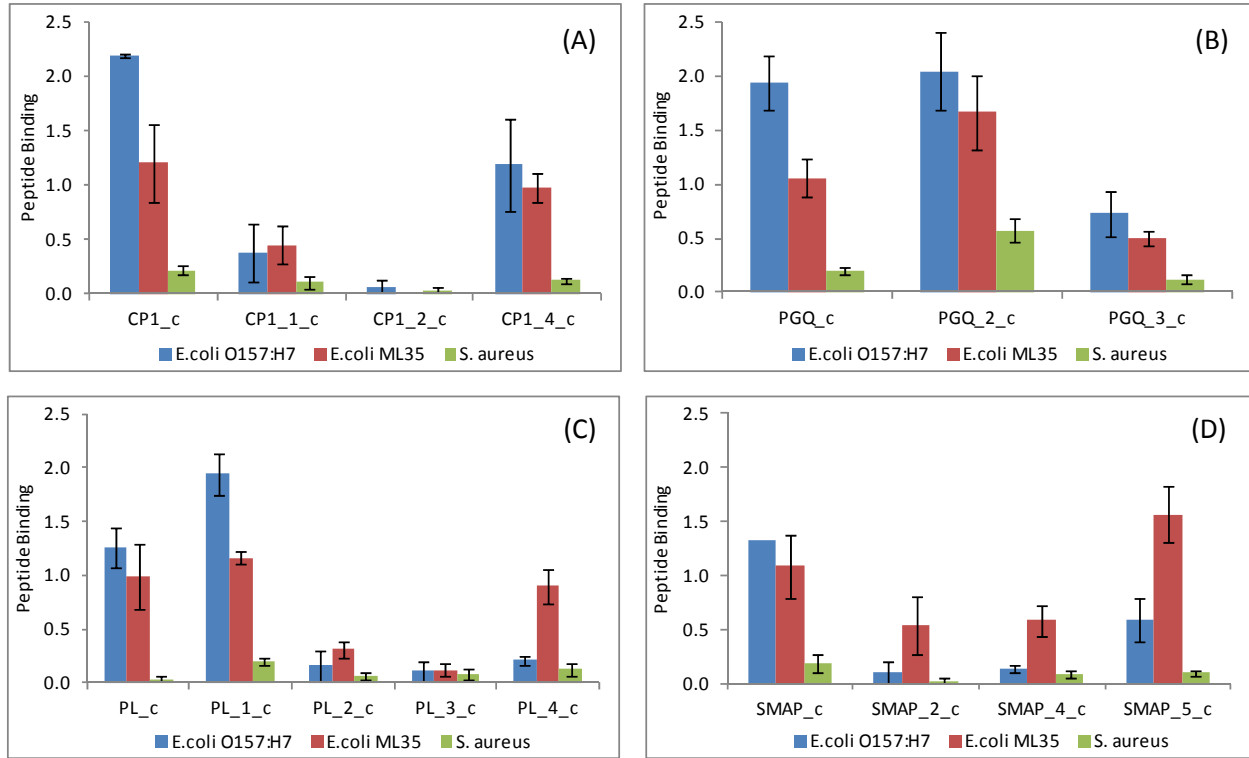 (A)
Peptide Binding
2.5
2.0
1.5
1.0
0.5
0.0
CP1_c CP1_1_c CP1_2_c CP1_4_c
E.coli O157:H7 E.coli ML35 S. aureus
(B)
Peptide Binding
2.5
2.0
1.5
1.0
0.5
0.0
PGQ_c PGQ_2_c PGQ_3_c
E.coli O157:H7 E.coli ML35 S. aureus
(C)
Peptide Binding
2.5
2.0
1.5
1.0
0.5
0.0
PL_c PL_1_c PL_2_c PL_3_c PL_4_c
E.coli O157:H7 E.coli ML35 S. aureus
(D)
Peptide Binding
2.5
2.0
1.5
1.0
0.5
0.0
SMAP_c SMAP_2_c SMAP_4_c SMAP_5_c
E.coli O157:H7 E.coli ML35 S. aureus